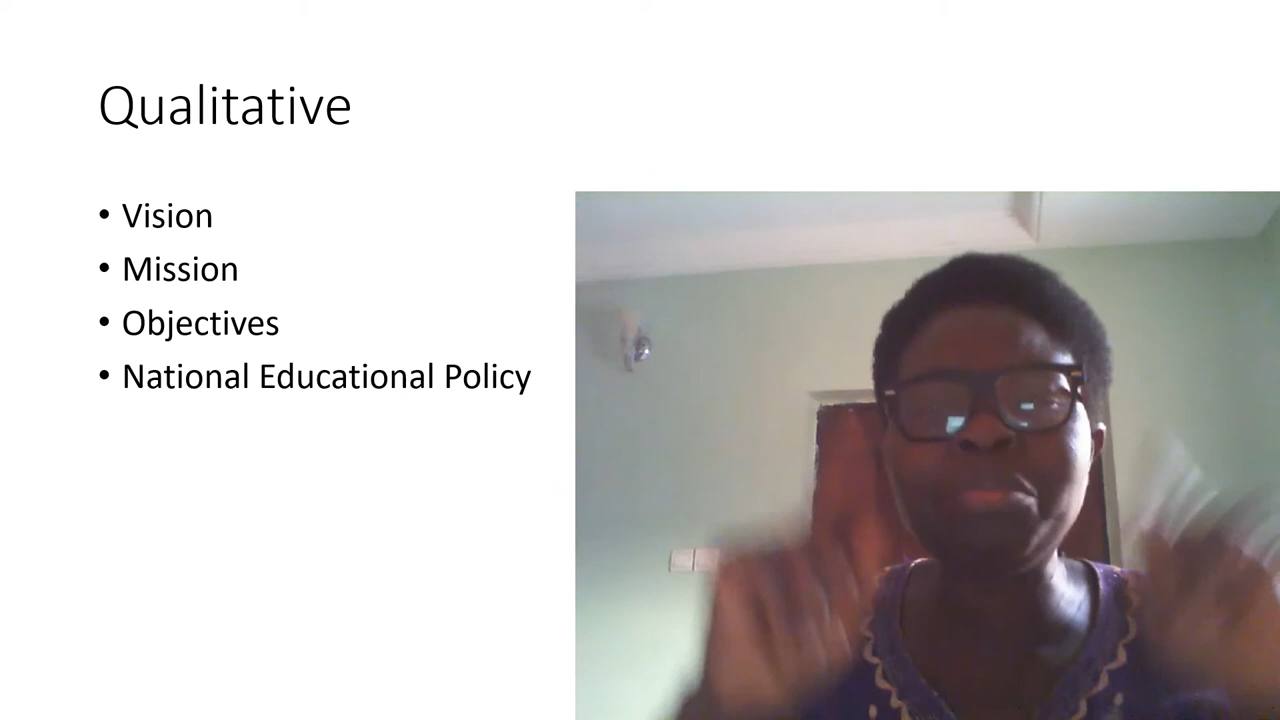 Qualitative
• Vision
• Mission
• Objectives
• National Educational Policy